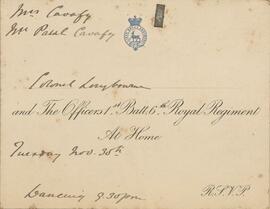 Mrs Cavafy
Mr Paul Cavafy
Colonel
and The Officers 1st Batt. 6th Royal Regiment
At Home
Tuesday Nov. 30th
Dancing 9.30 pm
R.S.V.P.